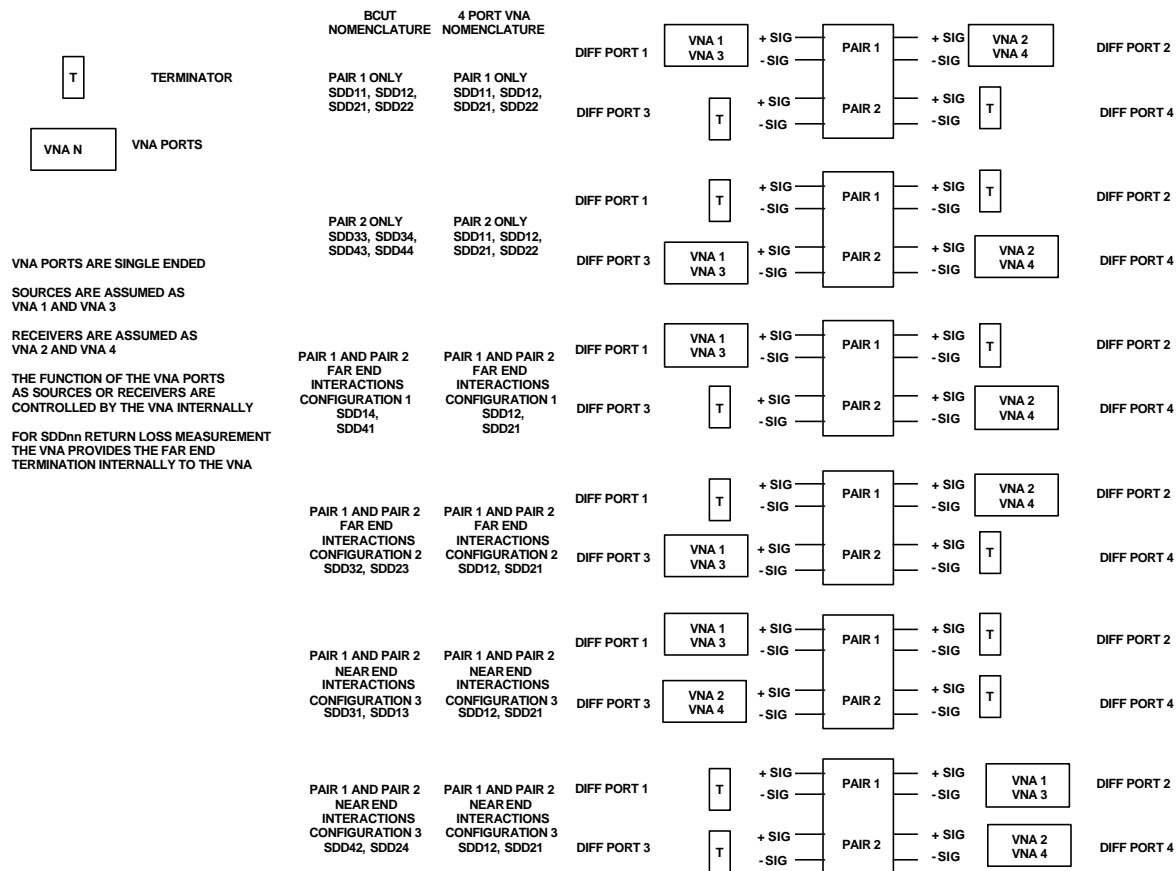 BCUT
NOMENCLATURE
4 PORT VNA
NOMENCLATURE
T
TERMINATOR
VNA N
VNA PORTS
VNA PORTS ARE SINGLE ENDED
SOURCES ARE ASSUMED AS
VNA 1 AND VNA 3
RECEIVERS ARE ASSUMED AS
VNA 2 AND VNA 4
THE FUNCTION OF THE VNA PORTS
AS SOURCES OR RECEIVERS ARE
CONTROLLED BY THE VNA INTERNALLY
FOR SDDnn RETURN LOSS MEASUREMENT
THE VNA PROVIDES THE FAR END
TERMINATION INTERNALLY TO THE VNA
PAIR 1 ONLY
SDD11, SDD12,
SDD21, SDD22
PAIR 1 ONLY
SDD11, SDD12,
SDD21, SDD22
DIFF PORT 1
VNA 1
VNA 3
+ SIG
- SIG
PAIR 1
+ SIG
- SIG
VNA 2
VNA 4
DIFF PORT 2
DIFF PORT 3
T
+ SIG
- SIG
PAIR 2
+ SIG
- SIG
T
DIFF PORT 4
PAIR 2 ONLY
SDD33, SDD34,
SDD43, SDD44
PAIR 2 ONLY
SDD11, SDD12,
SDD21, SDD22
DIFF PORT 1
T
+ SIG
- SIG
PAIR 1
+ SIG
- SIG
T
DIFF PORT 2
DIFF PORT 3
VNA 1
VNA 3
+ SIG
- SIG
PAIR 2
+ SIG
- SIG
VNA 2
VNA 4
DIFF PORT 4
PAIR 1 AND PAIR 2
FAR END
INTERACTIONS
CONFIGURATION 1
SDD14,
SDD41
PAIR 1 AND PAIR 2
FAR END
INTERACTIONS
CONFIGURATION 1
SDD12,
SDD21
DIFF PORT 1
VNA 1
VNA 3
+ SIG
- SIG
PAIR 1
+ SIG
- SIG
T
DIFF PORT 2
DIFF PORT 3
T
+ SIG
- SIG
PAIR 2
+ SIG
- SIG
VNA 2
VNA 4
DIFF PORT 4
PAIR 1 AND PAIR 2
FAR END
INTERACTIONS
CONFIGURATION 2
SDD32, SDD23
PAIR 1 AND PAIR 2
FAR END
INTERACTIONS
CONFIGURATION 2
SDD12, SDD21
DIFF PORT 1
T
+ SIG
- SIG
PAIR 1
+ SIG
- SIG
VNA 2
VNA 4
DIFF PORT 2
DIFF PORT 3
VNA 1
VNA 3
+ SIG
- SIG
PAIR 2
+ SIG
- SIG
T
DIFF PORT 4
PAIR 1 AND PAIR 2
NEAR END
INTERACTIONS
CONFIGURATION 3
SDD31, SDD13
PAIR 1 AND PAIR 2
NEAR END
INTERACTIONS
CONFIGURATION 3
SDD12, SDD21
DIFF PORT 1
VNA 1
VNA 3
+ SIG
- SIG
PAIR 1
+ SIG
- SIG
T
DIFF PORT 2
DIFF PORT 3
VNA 2
VNA 4
+ SIG
- SIG
PAIR 2
+ SIG
- SIG
T
DIFF PORT 4
PAIR 1 AND PAIR 2
NEAR END
INTERACTIONS
CONFIGURATION 3
SDD42, SDD24
PAIR 1 AND PAIR 2
NEAR END
INTERACTIONS
CONFIGURATION 3
SDD12, SDD21
DIFF PORT 1
T
+ SIG
- SIG
PAIR 1
+ SIG
- SIG
VNA 1
VNA 3
DIFF PORT 2
DIFF PORT 3
T
+ SIG
- SIG
PAIR 2
+ SIG
- SIG
VNA 2
VNA 4
DIFF PORT 4